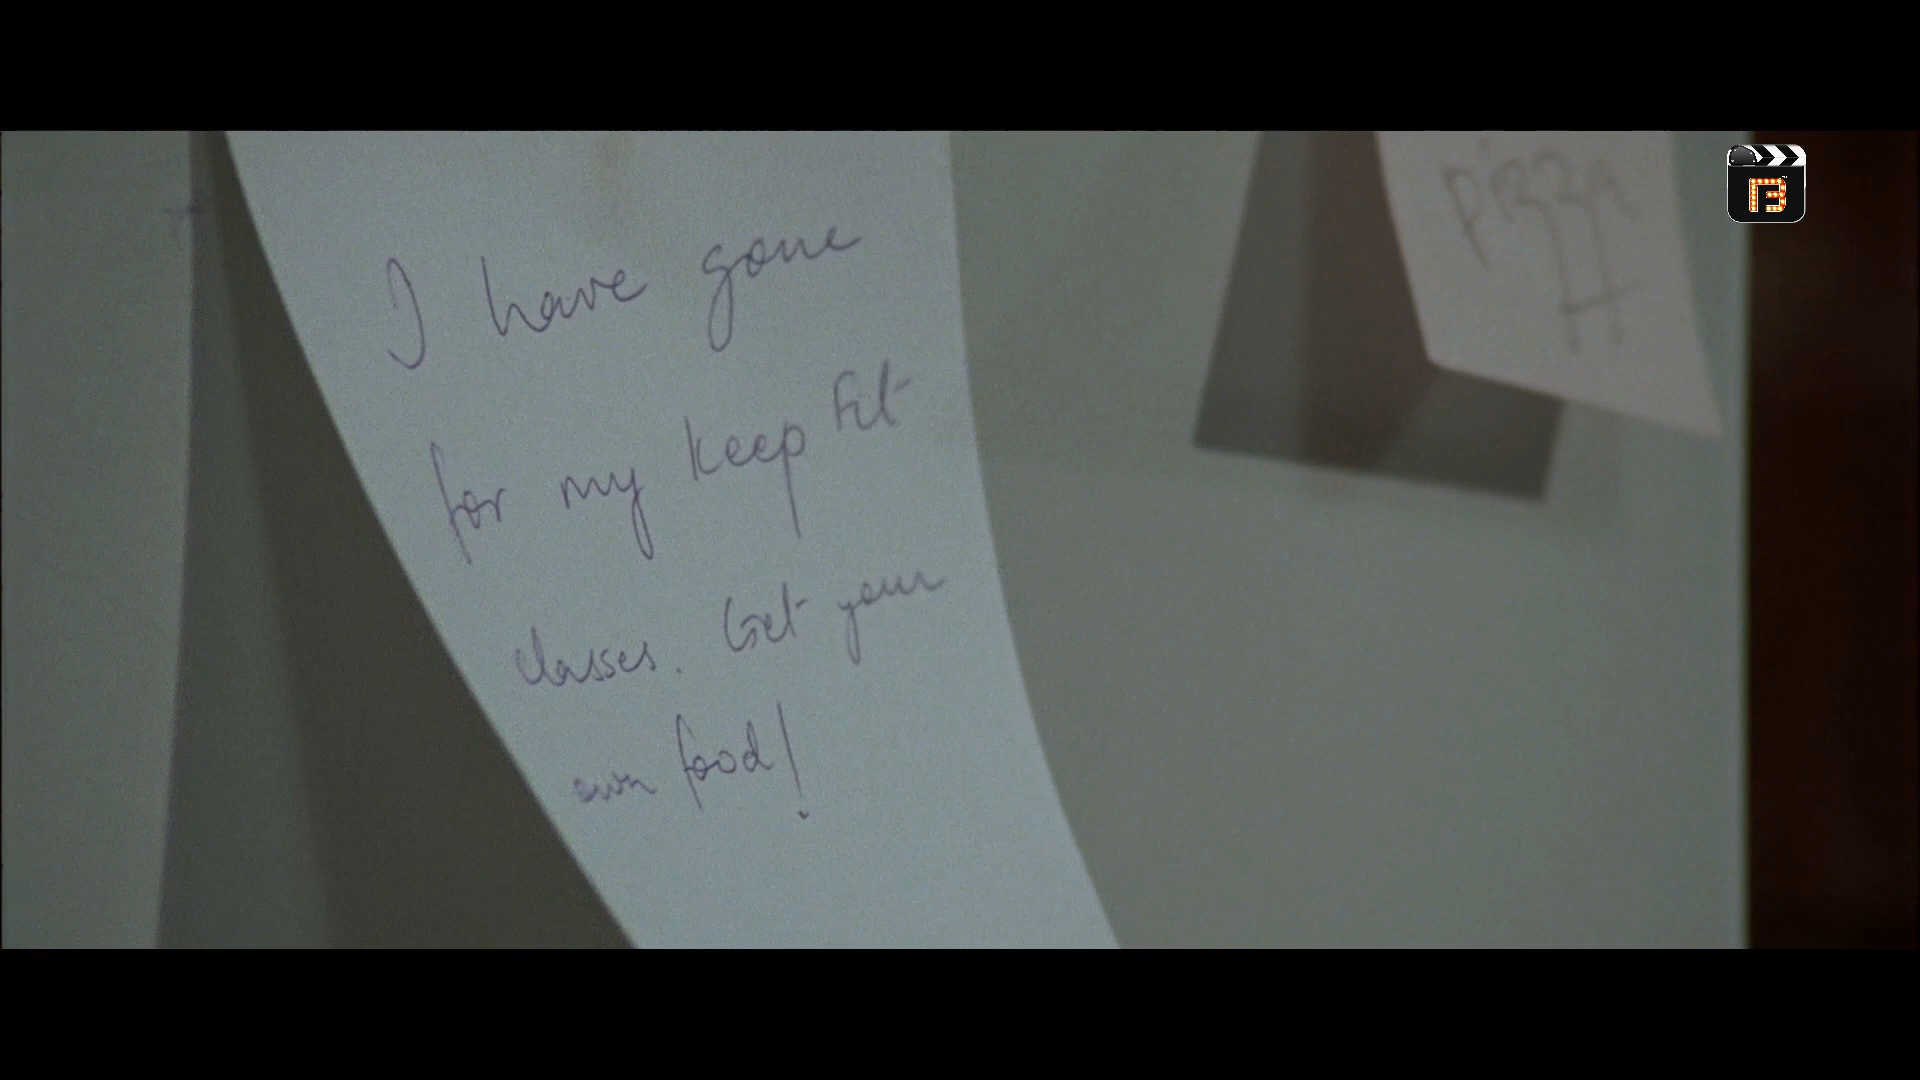 I have gone
for my keep fit
classes. Get your
own food!
pizza